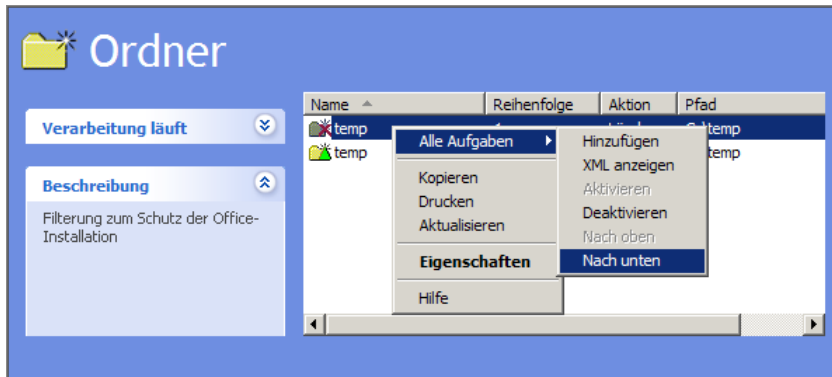 Ordner
Name Reihenfolge Aktion Pfad
Verarbeitung läuft
temp
temp temp
Alle Aufgaben
Hinzufügen
XML anzeigen
Kopieren
Aktivieren
Beschreibung
Drucken
Deaktivieren
Filterung zum Schutz der Office-
Installation
Aktualisieren
Nach oben
Eigenschaften
Nach unten
Hilfe